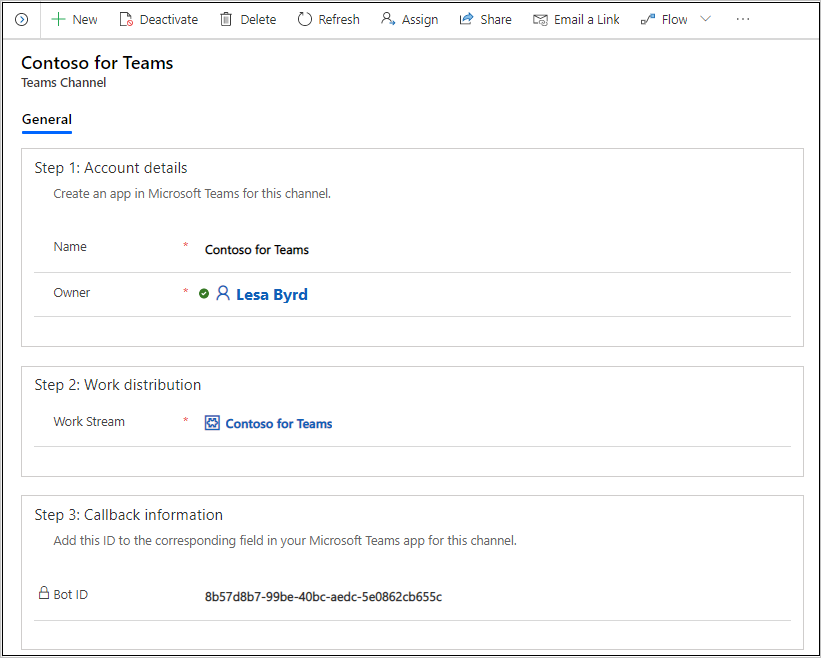 New Deactivate Delete Refresh Assign Share Email a Link Flow ...
Contoso for Teams
Teams Channel
General
Step 1: Account details
Create an app in Microsoft Teams for this channel.
Name * Contoso for Teams
Owner * Lesa Byrd
Step 2: Work distribution
Work Stream * Contoso for Teams
Step 3: Callback information
Add this ID to the corresponding field in your Microsoft Teams app for this channel.
Bot ID 8b57d8b7-99be-40bc-aedc-5e0862cb655c